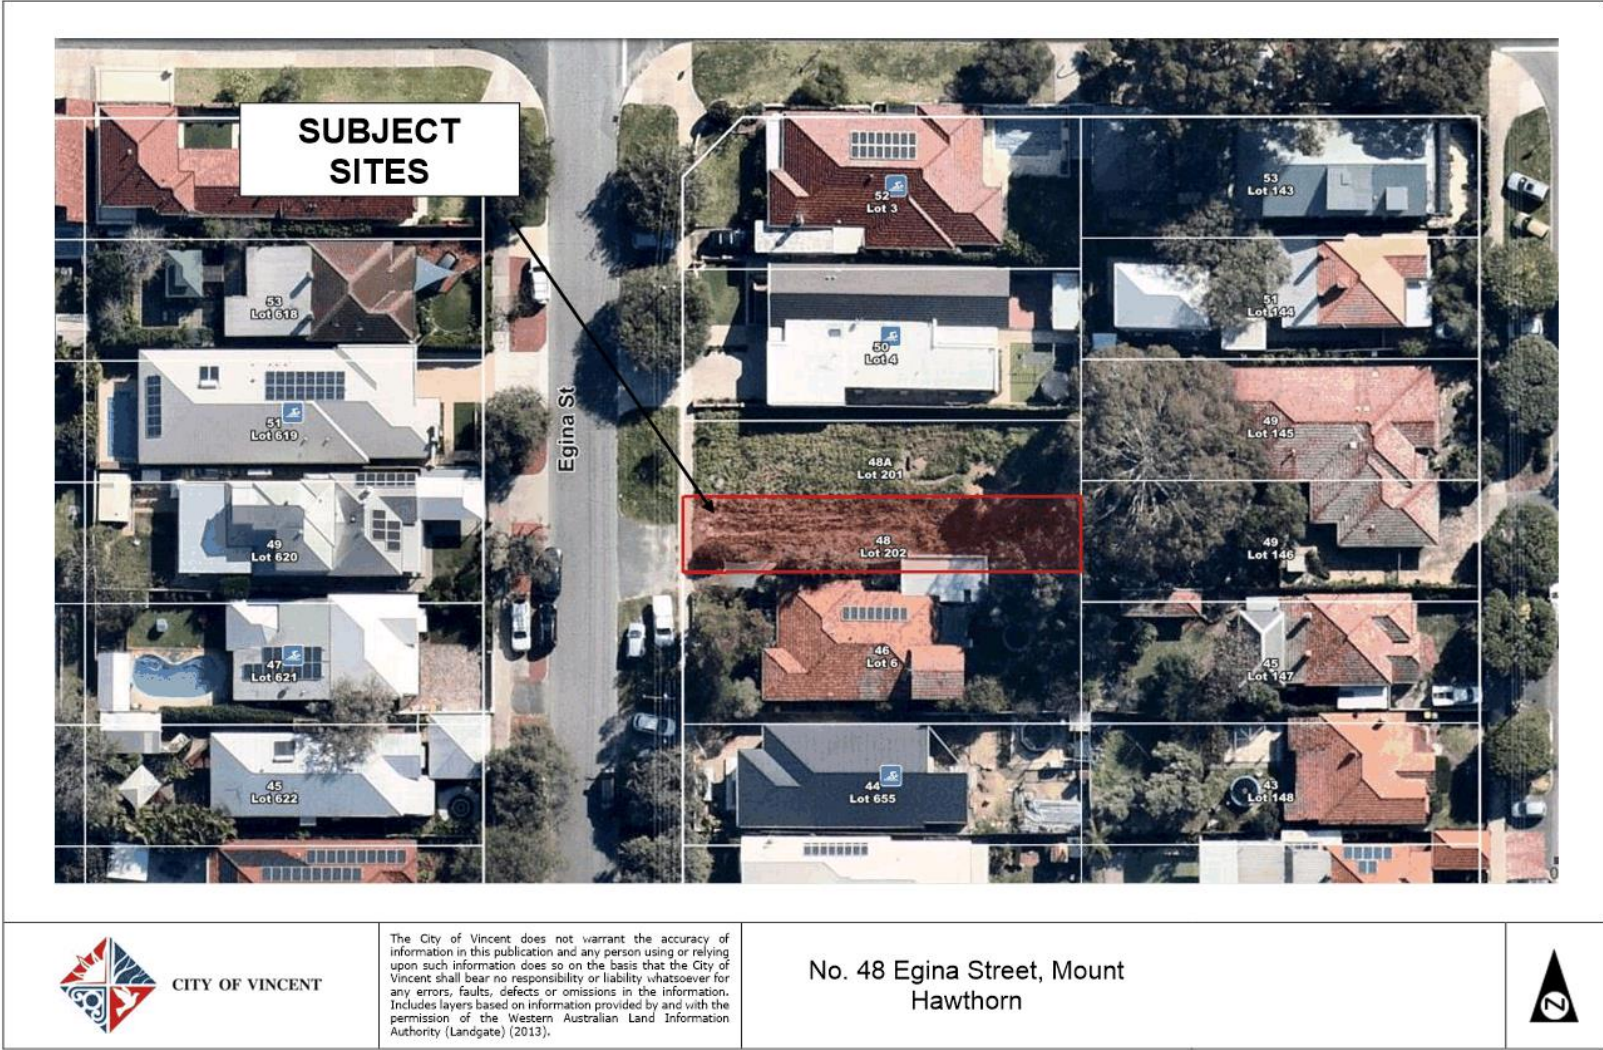 SUBJECT
SITES
52
Lot 3
53
Lot 143
53
Lot 618
51
Lot 144
50
Lot 4
Egina St
51
Lot 619
49
Lot 145
48A
Lot 201
49
Lot 620
48
Lot 202
49
Lot 146
47
Lot 621
46
Lot 6
45
Lot 147
45
Lot 622
44
Lot 655
43
Lot 148
CITY OF VINCENT
The City of Vincent does not warrant the accuracy of
information in this publication and any person using or relying
upon such information does so on the basis that the City of
Vincent shall bear no responsibility or liability whatsoever for
any errors, faults, defects or omissions in the information.
Includes layers based on information provided by and with the
permission of the Western Australian Land Information
Authority (Landgate) (2013).
No. 48 Egina Street, Mount
Hawthorn
N